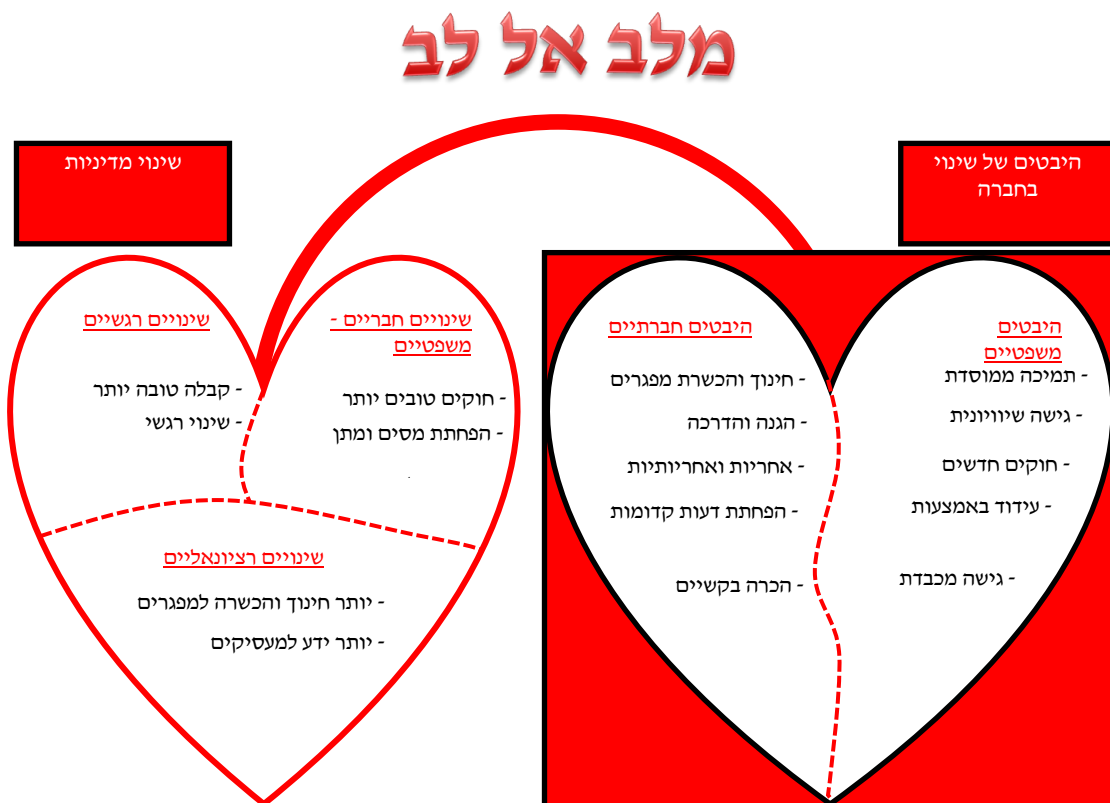 מלב אל לב
היבטים של שינוי
בחברה
היבטים
משפטיים
- תמיכה ממוסדת
- גישה שיוויונית
- חוקים חדשים
- עידוד באמצעות
- גישה מכבדת
היבטים חברתיים
- חינוך והכשרת מפגרים
- הגנה והדרכה
- אחריות ואחריותיות
- הפחתת דעות קדומות
- הכרה בקשיים
שינוי מדיניות
שינויים חבריים -
משפטיים
- חוקים טובים יותר
- הפחתת מסים ומתן
.
שינויים רגשיים
- קבלה טובה יותר
- שינוי רגשי
שינויים רציונאליים
- יותר חינוך והכשרה למפגרים
- יותר ידע למעסיקים